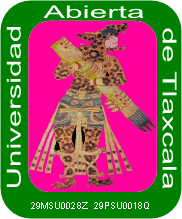 Universidad
Abierta
de Tlaxcala
29MSU0028Z 29PSU0018Q